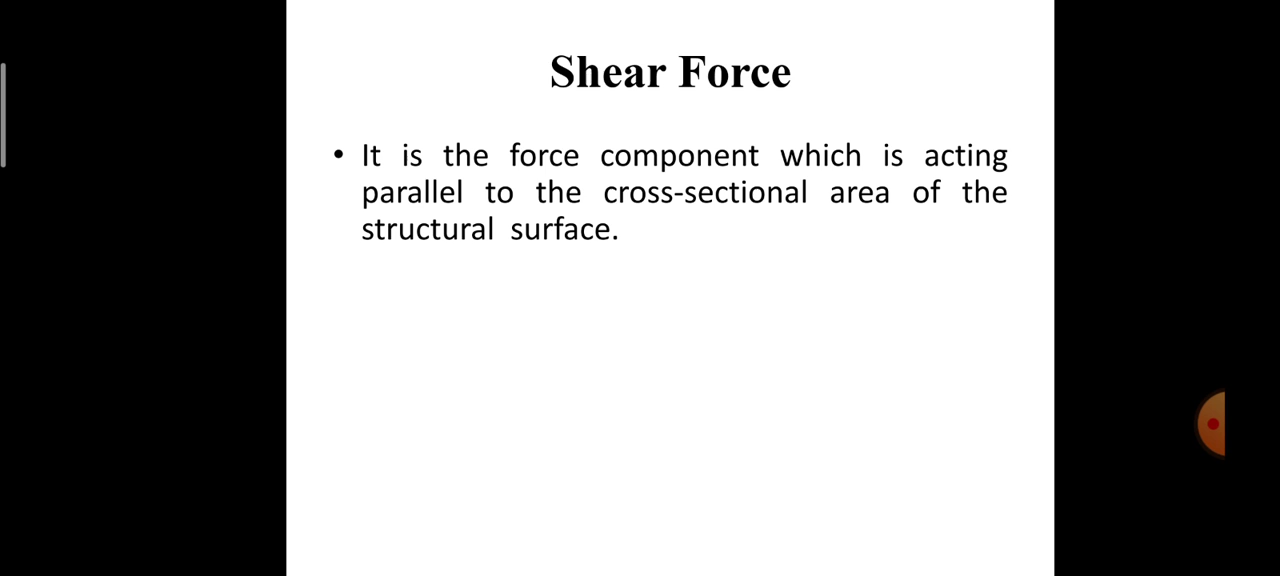 Shear Force
• It is the force component which is acting
parallel to the cross-sectional area of the
structural surface.